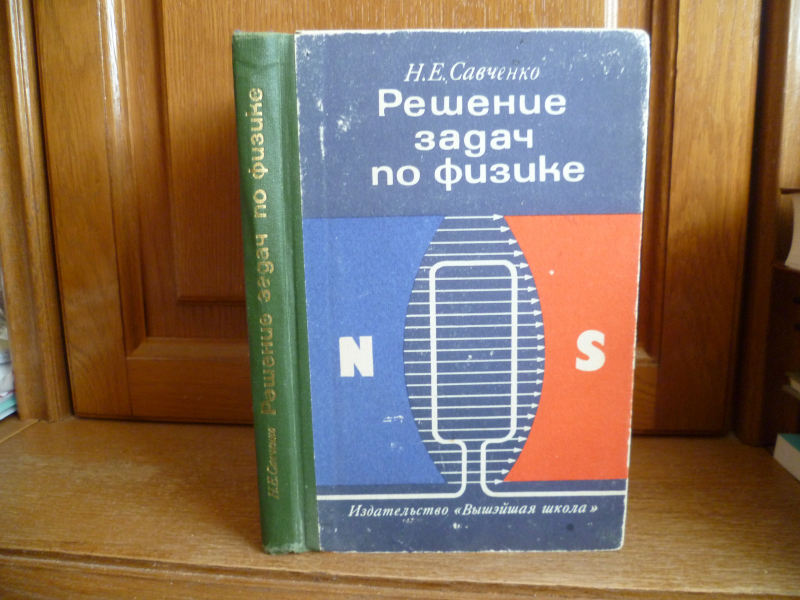 Н.Е. Савченко
Решение
задач
по физике
N
S
Издательство «Вышэйшая школа»
Н.Е.Савченко Решение задач по физике